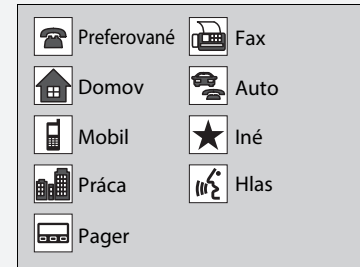 Preferované
Domov
Mobil
Práca
Pager
Fax
Auto
Iné
Hlas